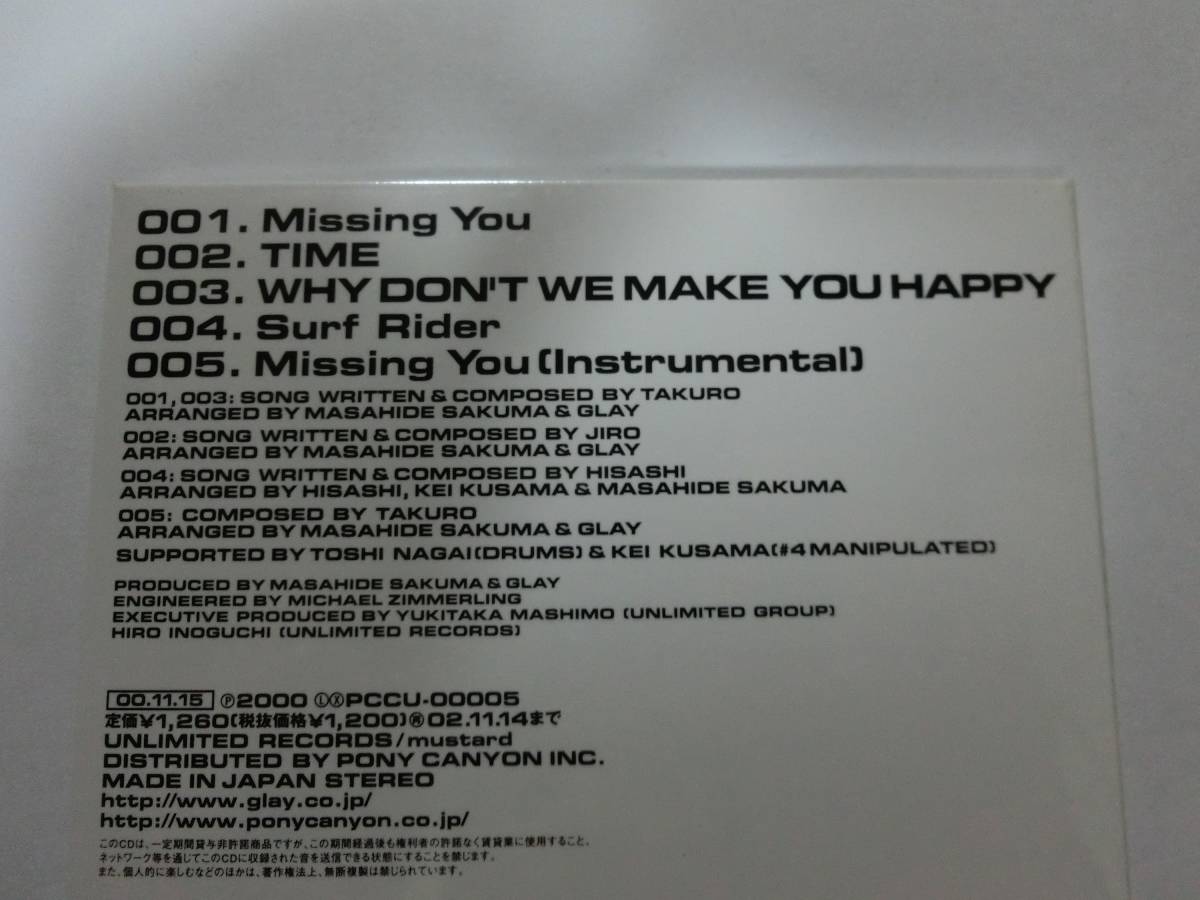 001. Missing You
002. TIME
003. WHY DON'T WE MAKE YOU HAPPY
004. Surf Rider
005. Missing You(Instrumental)
001,003: SONG WRITTEN & COMPOSED BY TAKURO
ARRANGED BY MASAHIDE SAKUMA & GLAY
002: SONG WRITTEN & COMPOSED BY JIRO
ARRANGED BY MASAHIDE SAKUMA & GLAY
004: SONG WRITTEN & COMPOSED BY HISASHI
ARRANGED BY HISASHI, KEI KUSAMA & MASAHIDE SAKUMA
005: COMPOSED BY TAKURO
ARRANGED BY MASAHIDE SAKUMA & GLAY
SUPPORTED BY TOSHI NAGAI(DRUMS) & KEI KUSAMA(#4 MANIPULATED)
PRODUCED BY MASAHIDE SAKUMA & GLAY
ENGINEERED BY MICHAEL ZIMMERLING
EXECUTIVE PRODUCED BY YUKITAKA MASHIMO (UNLIMITED GROUP)
HIRO INOGUCHI (UNLIMITED RECORDS)
00.11.15 Ⓟ2000 ⓁⓍPCCU-00005
定価¥1,260(税抜価格¥1,200)㊢02.11.14まで
UNLIMITED RECORDS/mustard
DISTRIBUTED BY PONY CANYON INC.
MADE IN JAPAN STEREO
http://www.glay.co.jp/
http://www.ponycanyon.co.jp/
このCDは、一定期間貸与非許諾商品ですが、この期間経過後も権利者の許諾なく賃貸業に使用すること、
ネットワーク等を通じてこのCDに収録された音を送信できる状態にすることを禁じます。
また、個人的に楽しむなどのほかは、著作権法上、無断複製は禁じられています。